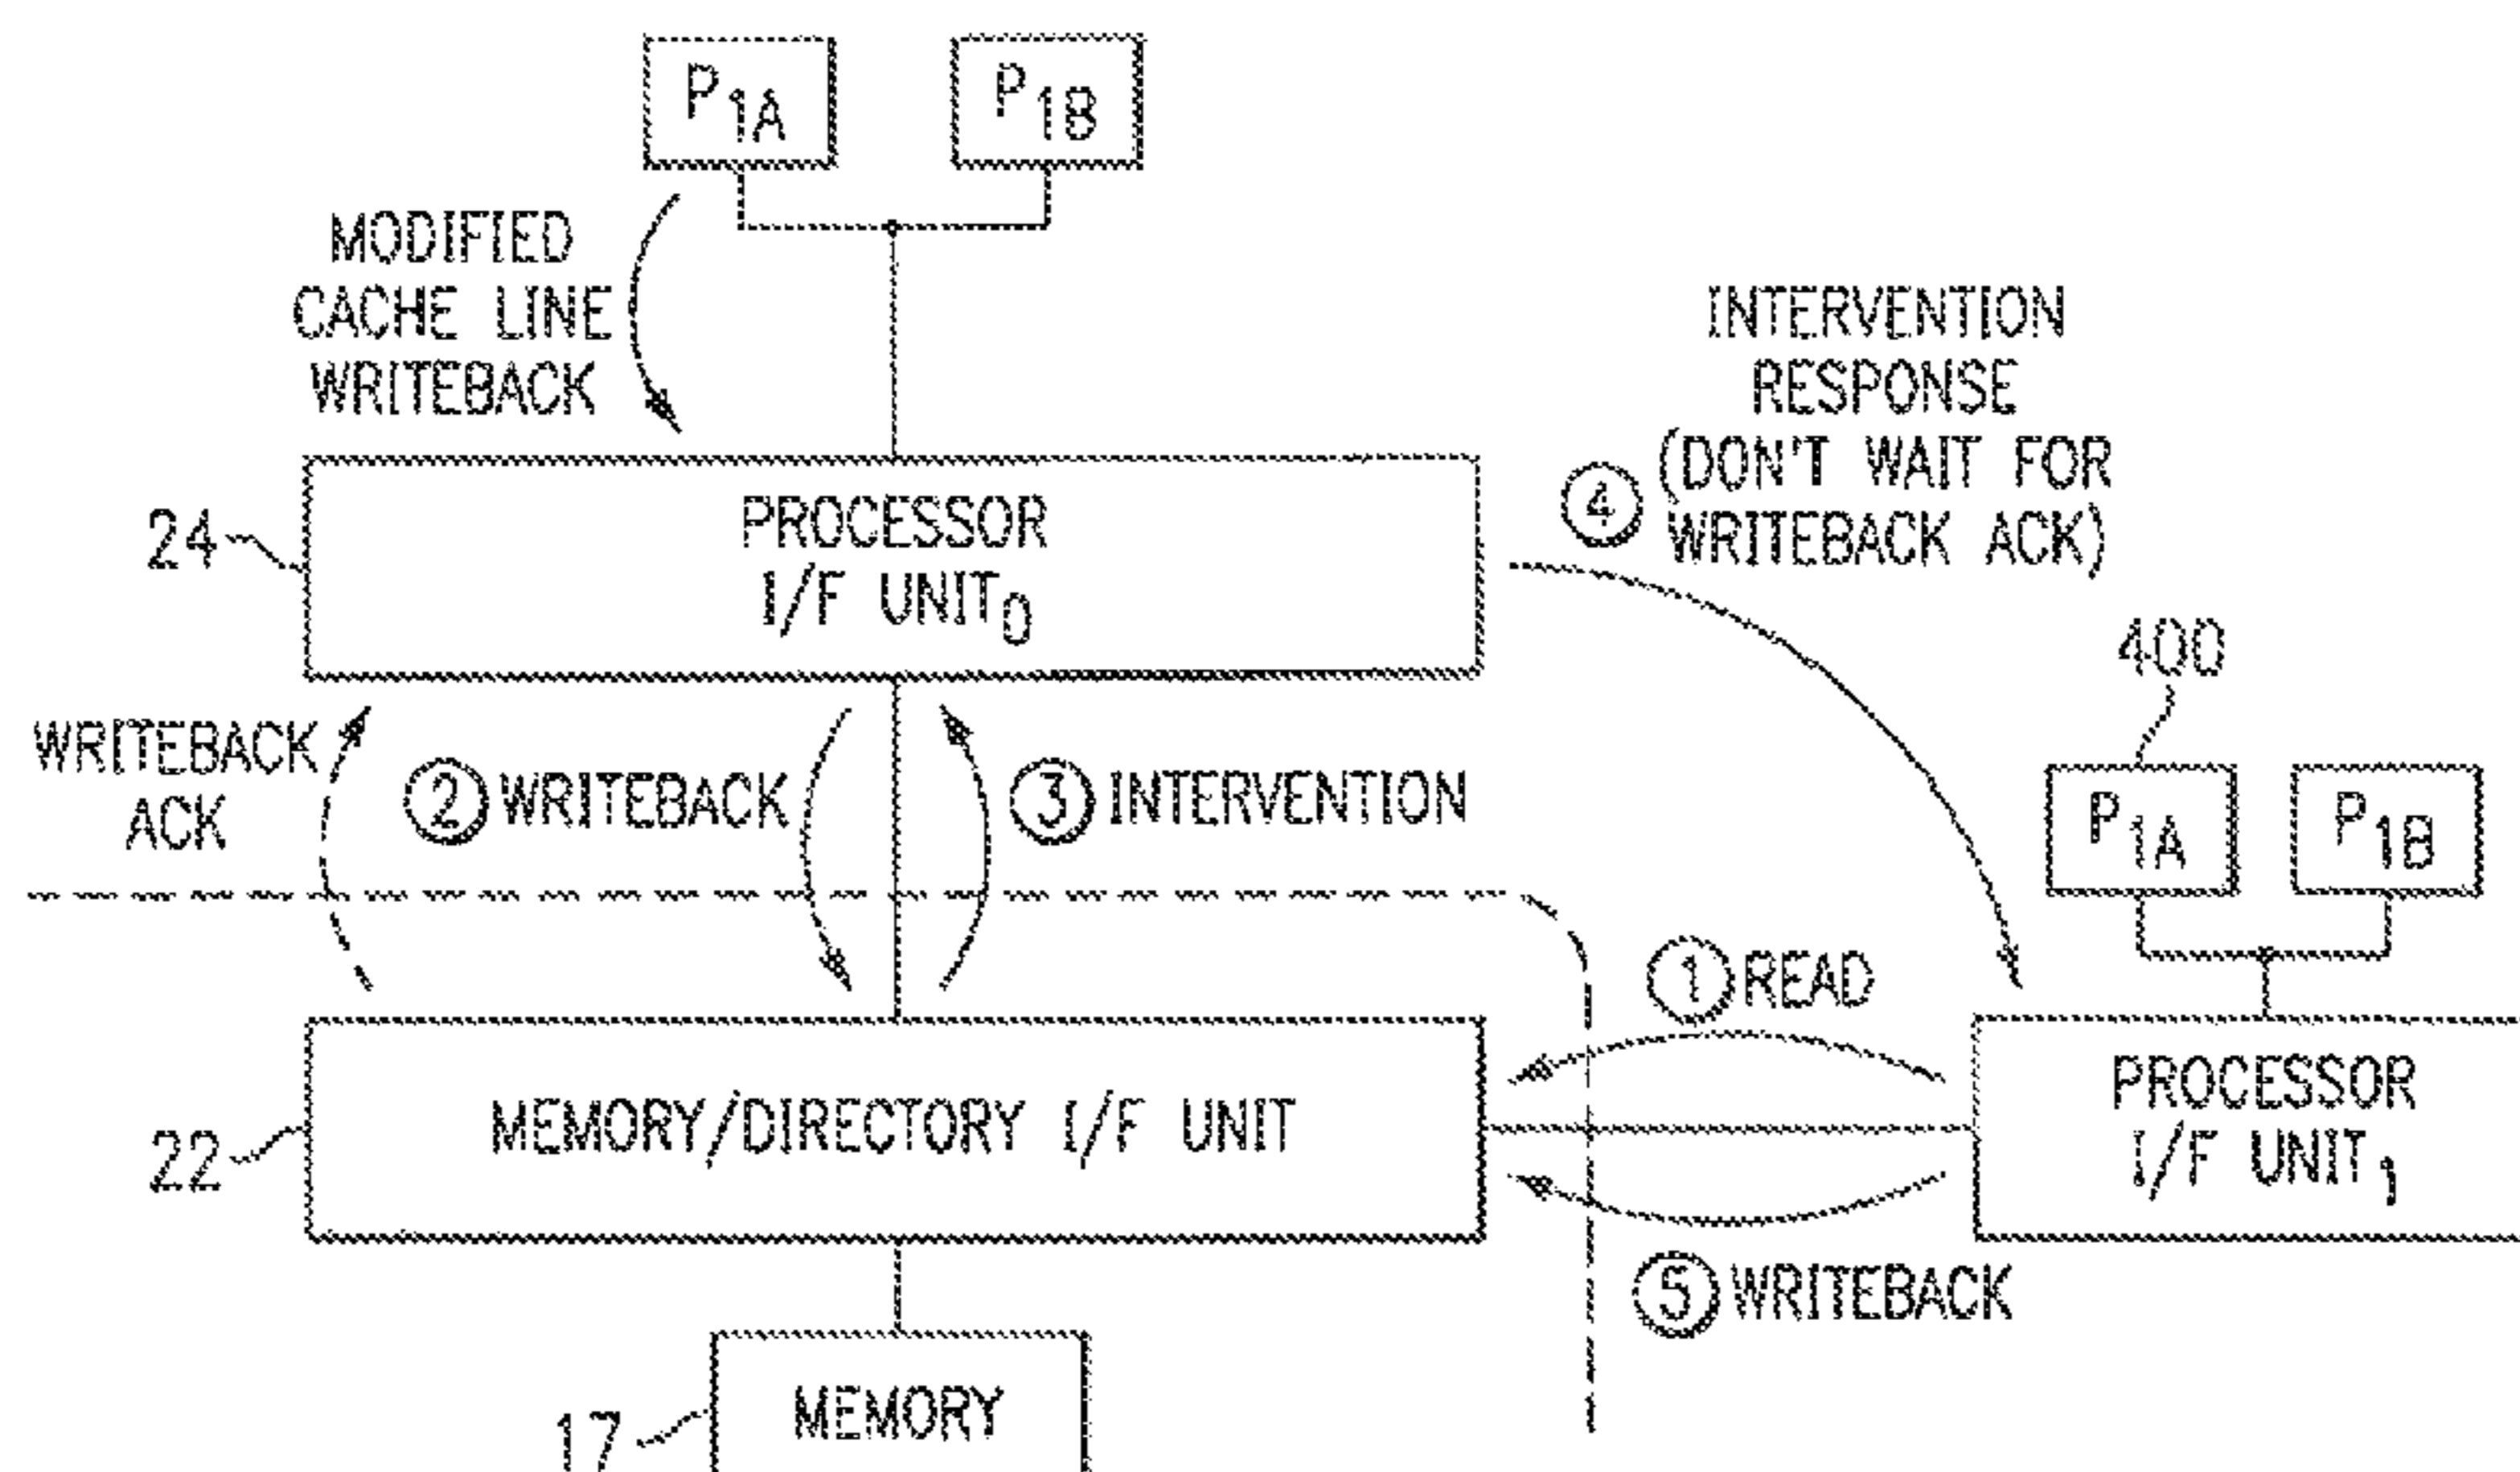 P1A
P1B
MODIFIED
CACHE LINE
WRITEBACK
INTERVENTION
RESPONSE
(DON'T WAIT FOR
WRITEBACK ACK)
④
24
PROCESSOR
I/F UNIT0
400
WRITEBACK
ACK
② WRITEBACK
③ INTERVENTION
P1A
P1B
① READ
22
MEMORY/DIRECTORY I/F UNIT
PROCESSOR
I/F UNIT1
⑤ WRITEBACK
17
MEMORY